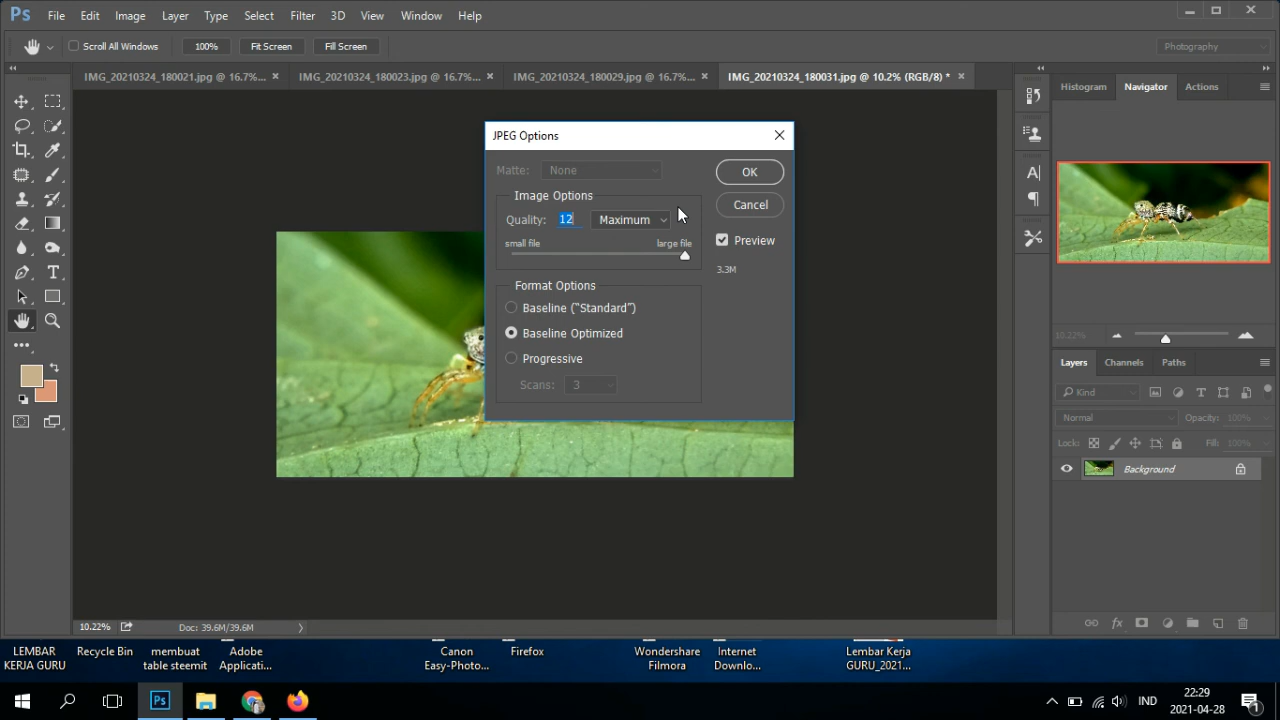 Ps File Edit Image Layer Type Select Filter 3D View Window Help
Scroll All Windows 100% Fit Screen Fill Screen Photography
IMG_20210324_180021.jpg @ 16.7%... × IMG_20210324_180023.jpg @ 16.7%... × IMG_20210324_180029.jpg @ 16.7%... × IMG_20210324_180031.jpg @ 10.2% (RGB/8) * ×
Histogram Navigator Actions
JPEG Options
Matte: None
OK
Image Options
Quality: 12 Maximum
Cancel
small file large file
Preview
3.3M
Format Options
Baseline ("Standard")
Baseline Optimized
Progressive
Scans: 3
10.22%
Layers Channels Paths
Kind
Normal Opacity: 100%
Lock: Fill: 100%
Background
fx
10.22% Doc: 39.6M/39.6M
LEMBAR
KERJA GURU
Recycle Bin
membuat
table steemit
Adobe
Applicati...
Canon
Easy-Photo...
Firefox
Wondershare
Filmora
Internet
Downlo...
Lembar Kerja
GURU_2021...
Ps
IND
22:29
2021-04-28
1